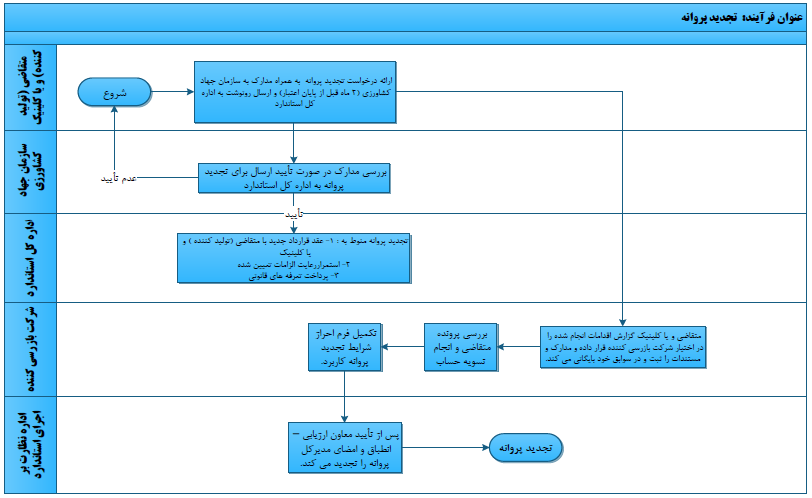 عنوان فرآیند: تجدید پروانه
متقاضی (تولید
کننده) و یا کلینیک
شروع
ارائه درخواست تجدید پروانه به همراه مدارک به سازمان جهاد
کشاورزی (۲ ماه قبل از پایان اعتبار) و ارسال رونوشت به اداره
کل استاندارد
سازمان جهاد
کشاورزی
عدم تأیید
بررسی مدارک در صورت تأیید ارسال برای تجدید
پروانه به اداره کل استاندارد
تأیید
اداره کل استاندارد
تجدید پروانه منوط به : ۱- عقد قرارداد جدید با متقاضی (تولید کننده ) و
یا کلینیک
۲- استمراررعایت الزامات تعیین شده
۳- پرداخت تعرفه های قانونی
شرکت بازرسی کننده
متقاضی و یا کلینیک گزارش اقدامات انجام شده را
در اختیار شرکت بازرسی کننده قرار داده و مدارک و
مستندات را ثبت و در سوابق خود بایگانی می کند.
بررسی پرونده
متقاضی و انجام
تسویه حساب
تکمیل فرم احراز
شرایط تجدید
پروانه کاربرد.
اداره نظارت بر
اجرای استاندارد
پس از تأیید معاون ارزیابی –
انطباق و امضای مدیرکل
پروانه را تجدید می کند.
تجدید پروانه